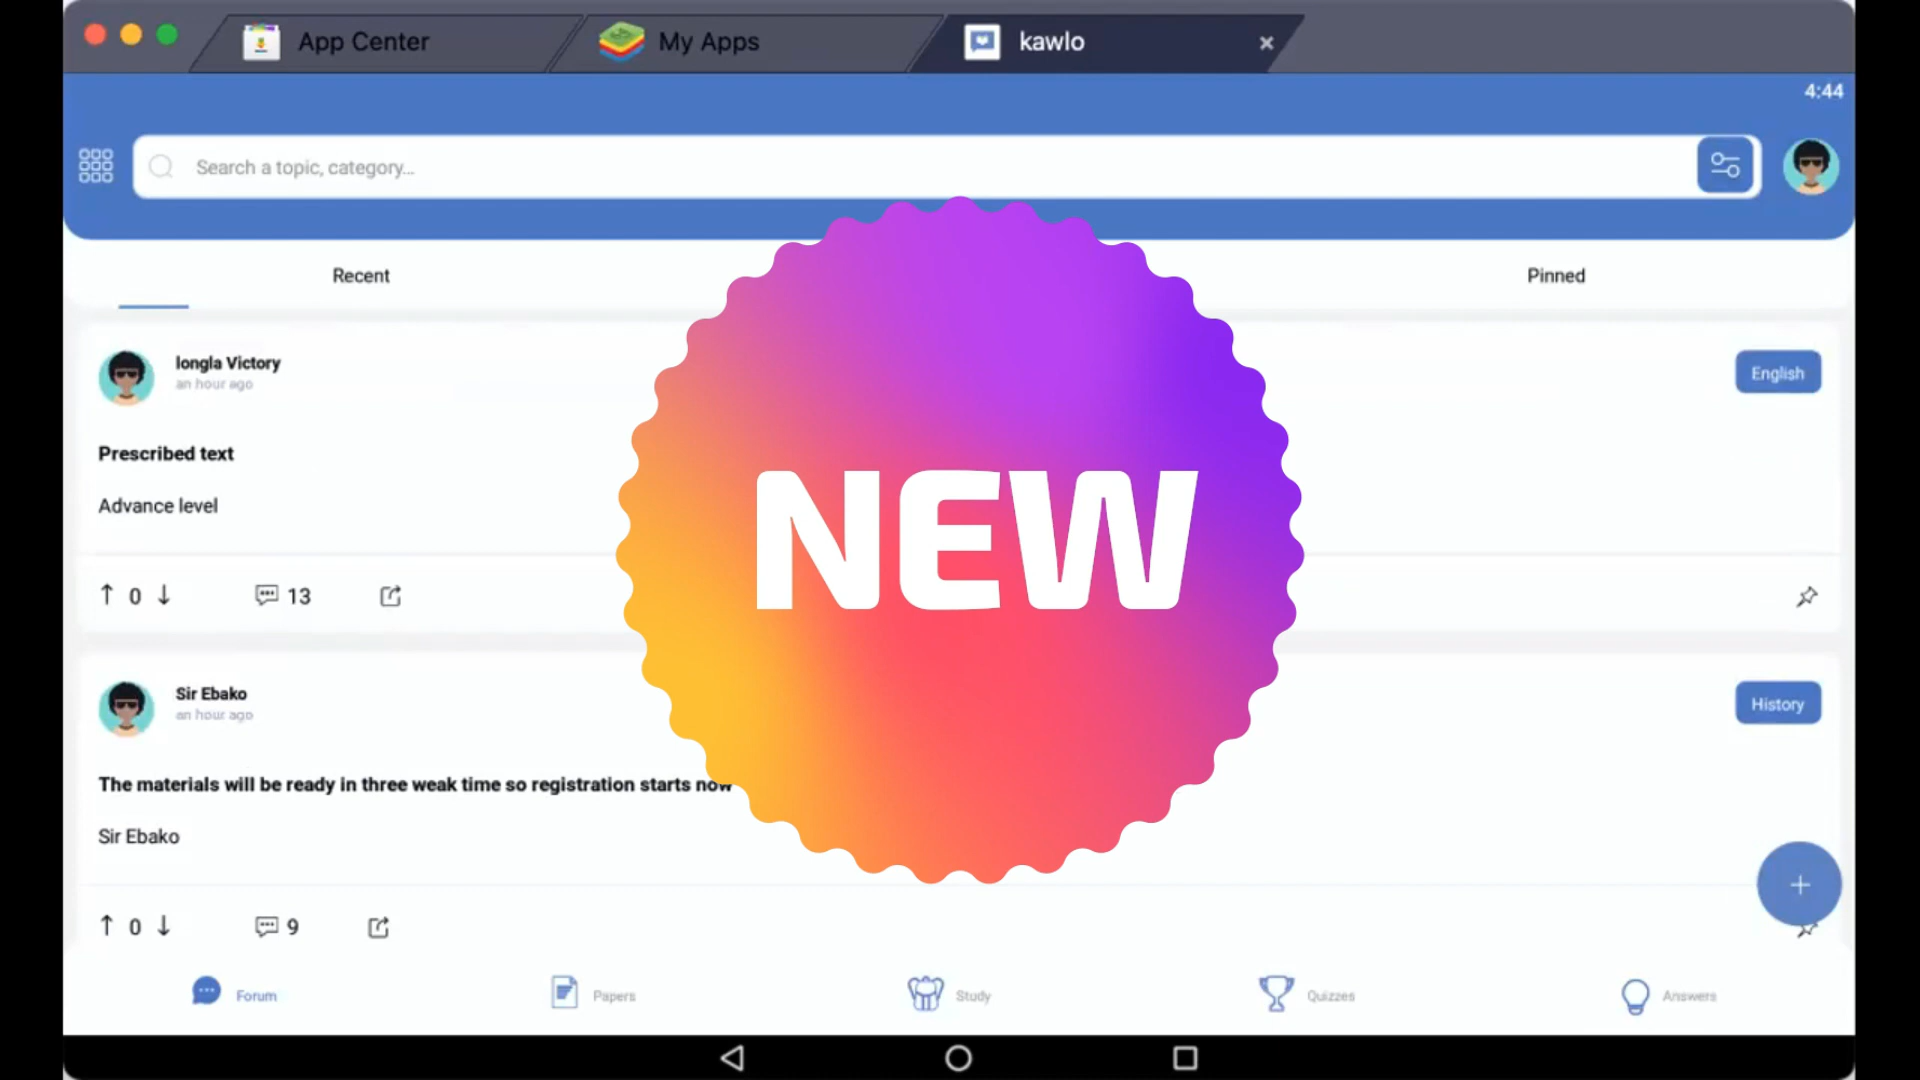 App Center
My Apps
kawlo
4:44
Search a topic, category...
Recent
Pinned
longla Victory
an hour ago
English
Prescribed text
Advance level
0
13
NEW
Sir Ebako
an hour ago
History
The materials will be ready in three weak time so registration starts now
Sir Ebako
0
9
Forum
Papers
Study
Quizzes
Answers